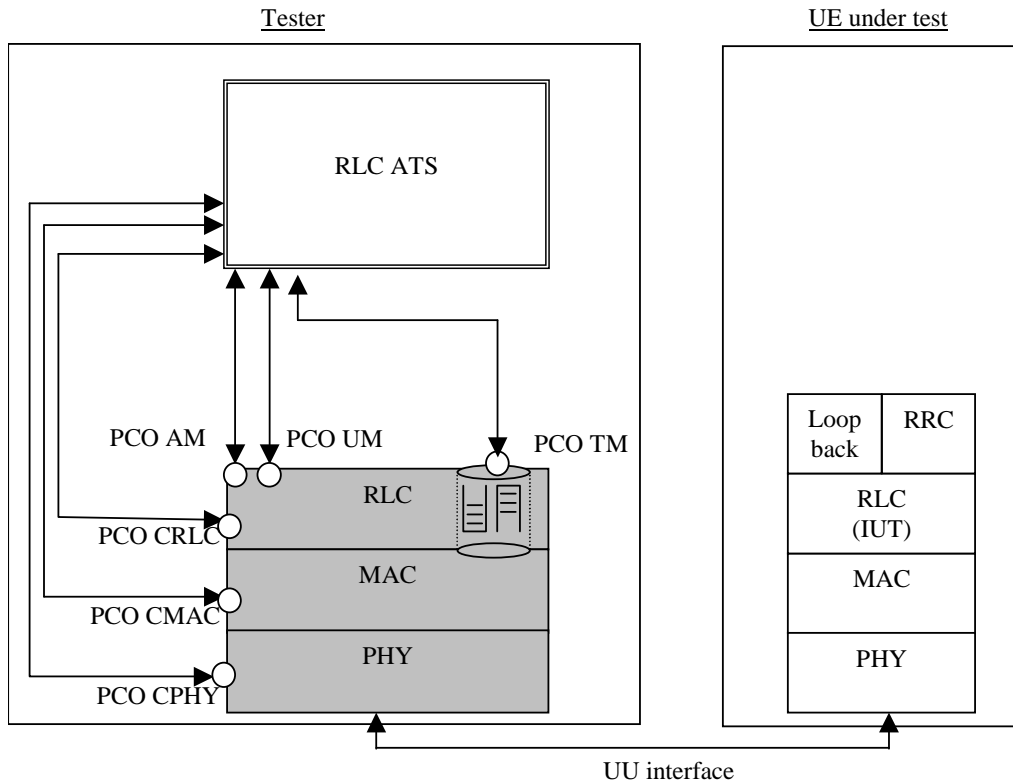 Tester
UE under test
RLC ATS
PCO AM
PCO UM
PCO TM
Loop
back
RRC
RLC
RLC
(IUT)
PCO CRLC
MAC
MAC
PCO CMAC
PHY
PHY
PCO CPHY
UU interface